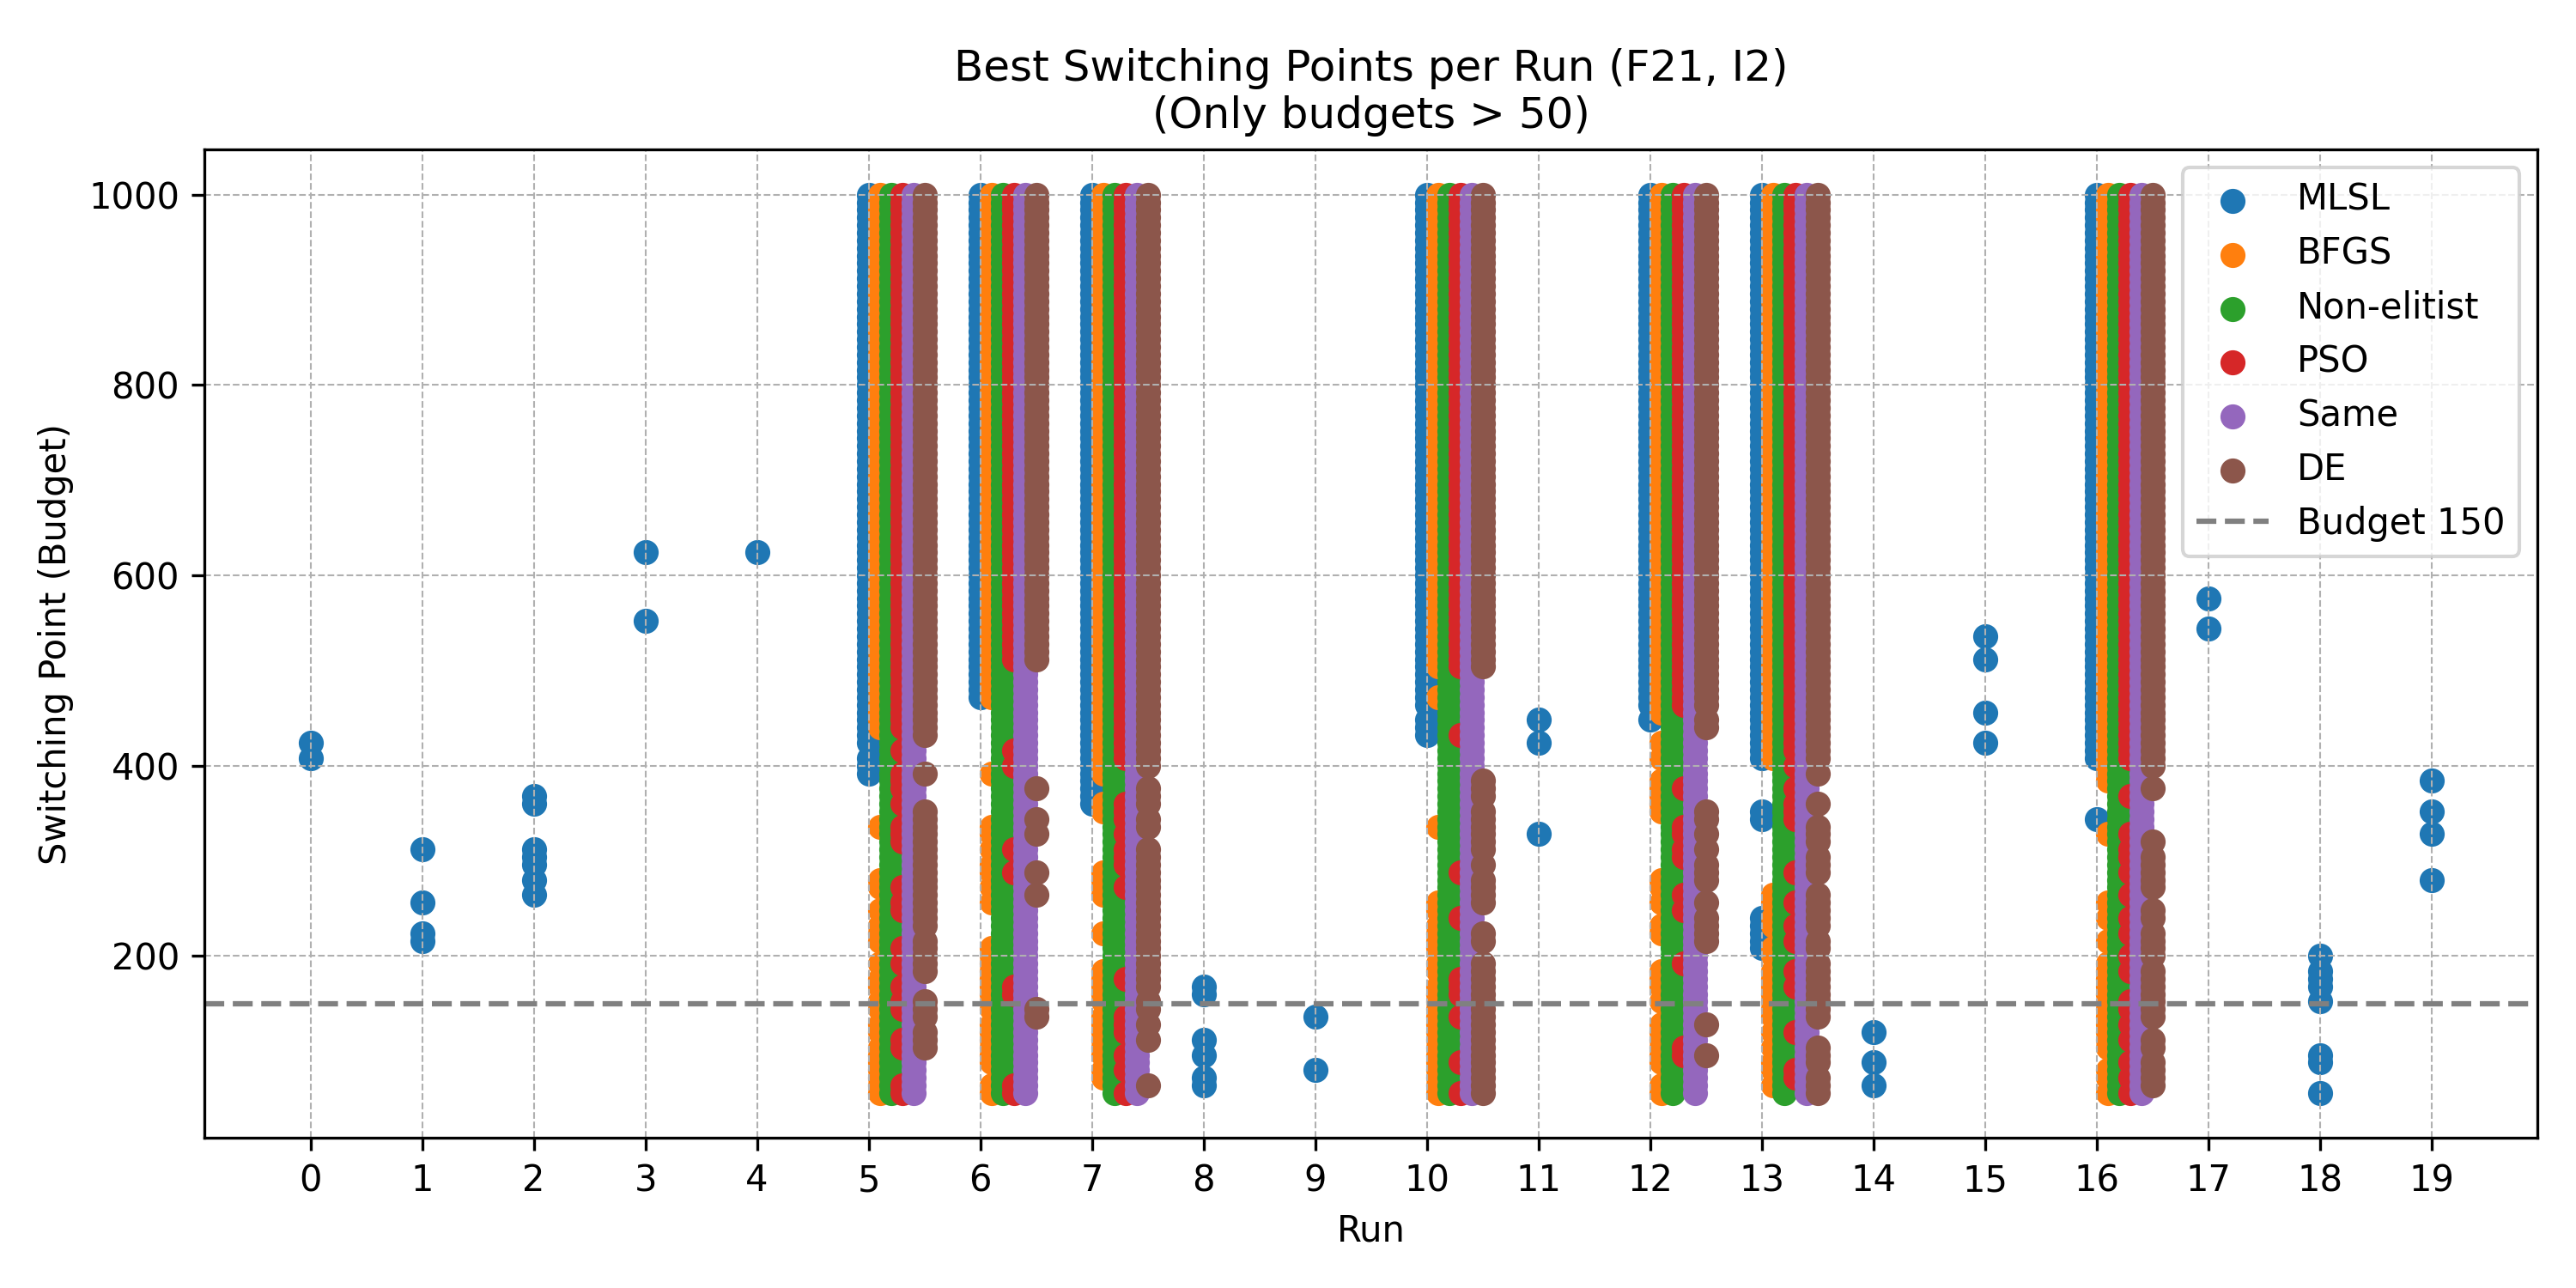 Best Switching Points per Run (F21, I2)
(Only budgets > 50)
Switching Point (Budget)
1000
800
600
400
200
MLSL
BFGS
Non-elitist
PSO
Same
DE
Budget 150
0 1 2 3 4 5 6 7 8 9 10 11 12 13 14 15 16 17 18 19
Run